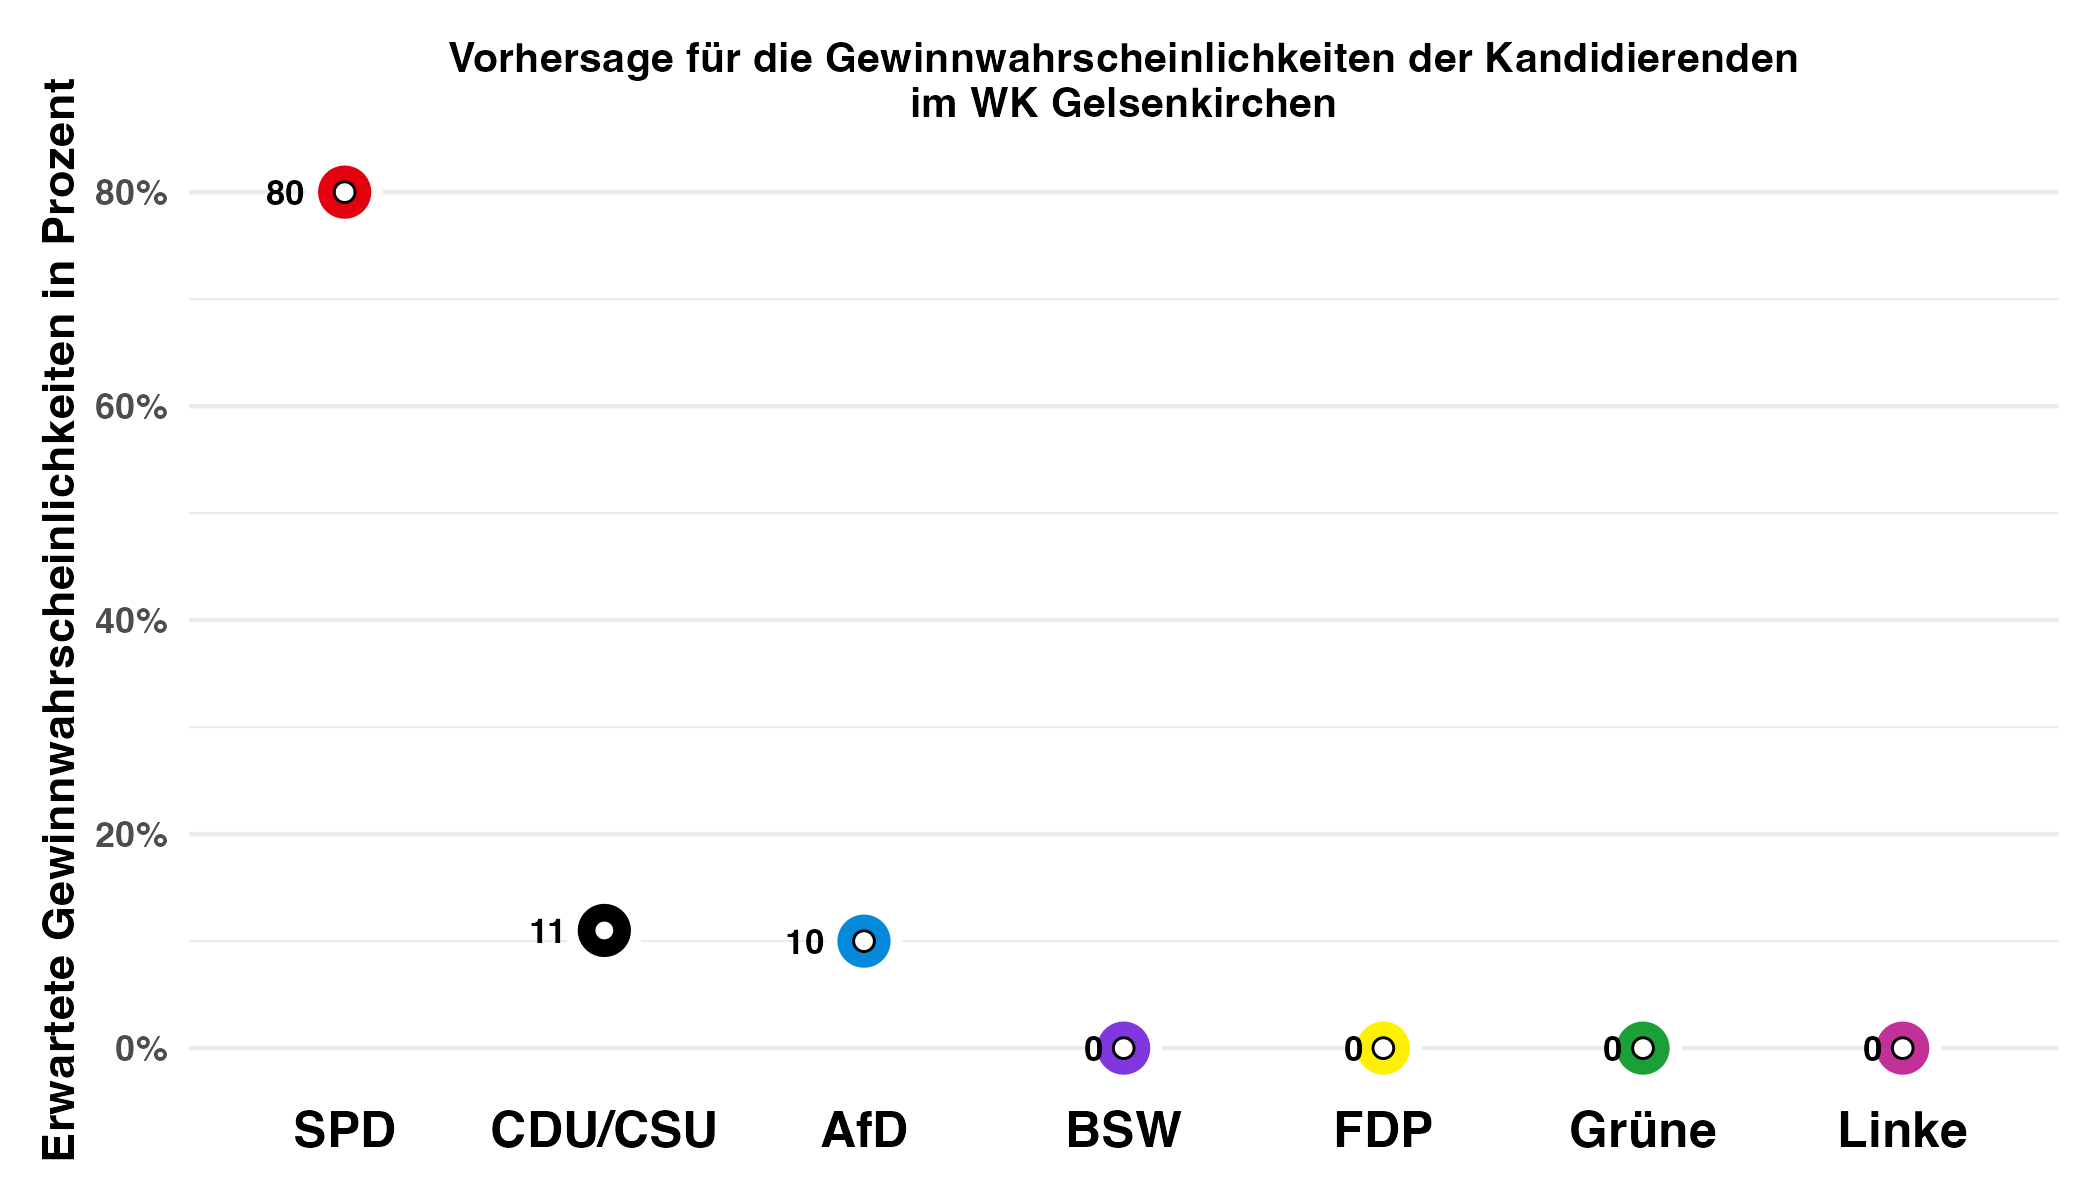 Vorhersage für die Gewinnwahrscheinlichkeiten der Kandidierenden
im WK Gelsenkirchen
Erwartete Gewinnwahrscheinlichkeiten in Prozent
80%
60%
40%
20%
0%
80
11
10
0
0
0
0
SPD
CDU/CSU
AfD
BSW
FDP
Grüne
Linke